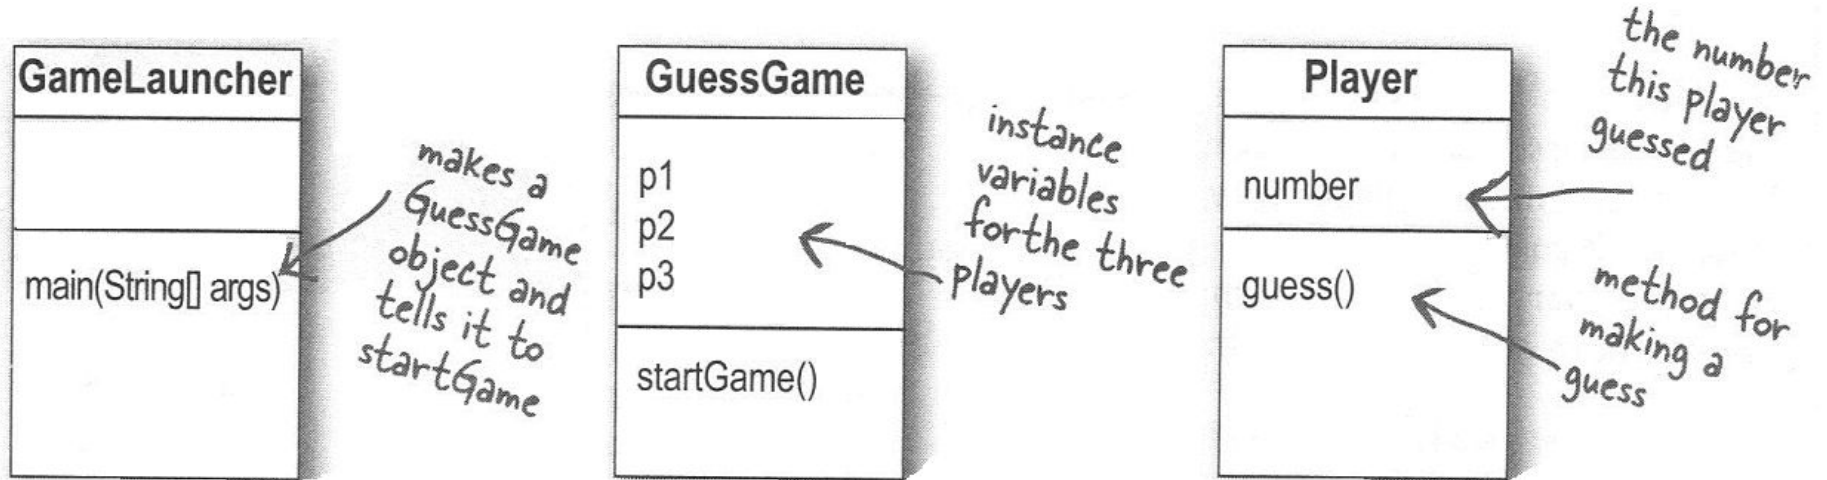 GameLauncher
main(String[] args)
makes a
GuessGame
object and
tells it to
startGame
GuessGame
p1
p2
p3
startGame()
instance
variables
forthe three
players
Player
number
guess()
the number
this player
guessed
method for
making a
guess